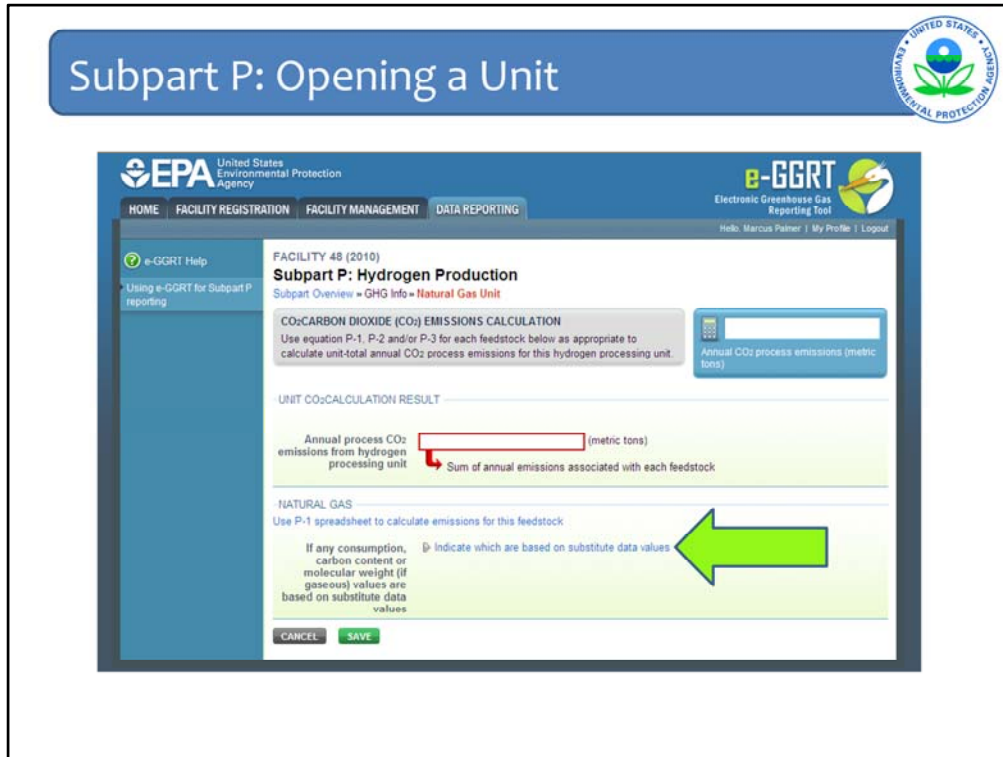 Subpart P: Opening a Unit
UNITED STATES
ENVIRONMENTAL PROTECTION AGENCY
EPA United States
Environmental Protection
Agency
e-GGRT
Electronic Greenhouse Gas
Reporting Tool
HOME FACILITY REGISTRATION FACILITY MANAGEMENT DATA REPORTING
Hello, Marcus Palmer | My Profile | Logout
e-GGRT Help
Using e-GGRT for Subpart P
reporting
FACILITY 48 (2010)
Subpart P: Hydrogen Production
Subpart Overview » GHG Info » Natural Gas Unit
CO₂CARBON DIOXIDE (CO₂) EMISSIONS CALCULATION
Use equation P-1, P-2 and/or P-3 for each feedstock below as appropriate to
calculate unit-total annual CO₂ process emissions for this hydrogen processing unit.
Annual CO₂ process emissions (metric
tons)
UNIT CO₂CALCULATION RESULT
Annual process CO₂
emissions from hydrogen
processing unit
(metric tons)
Sum of annual emissions associated with each feedstock
NATURAL GAS
Use P-1 spreadsheet to calculate emissions for this feedstock
If any consumption,
carbon content or
molecular weight (if
gaseous) values are
based on substitute data
values
Indicate which are based on substitute data values
CANCEL SAVE